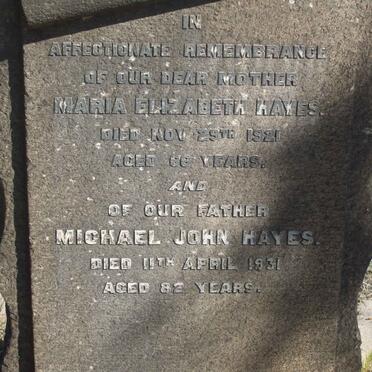 IN
AFFECTIONATE REMEMBRANCE
OF OUR DEAR MOTHER
MARIA ELIZABETH HAYES.
DIED NOV 29TH 1921
AGED 66 YEARS.
AND
OF OUR FATHER
MICHAEL JOHN HAYES.
DIED 11TH APRIL 1931
AGED 82 YEARS.